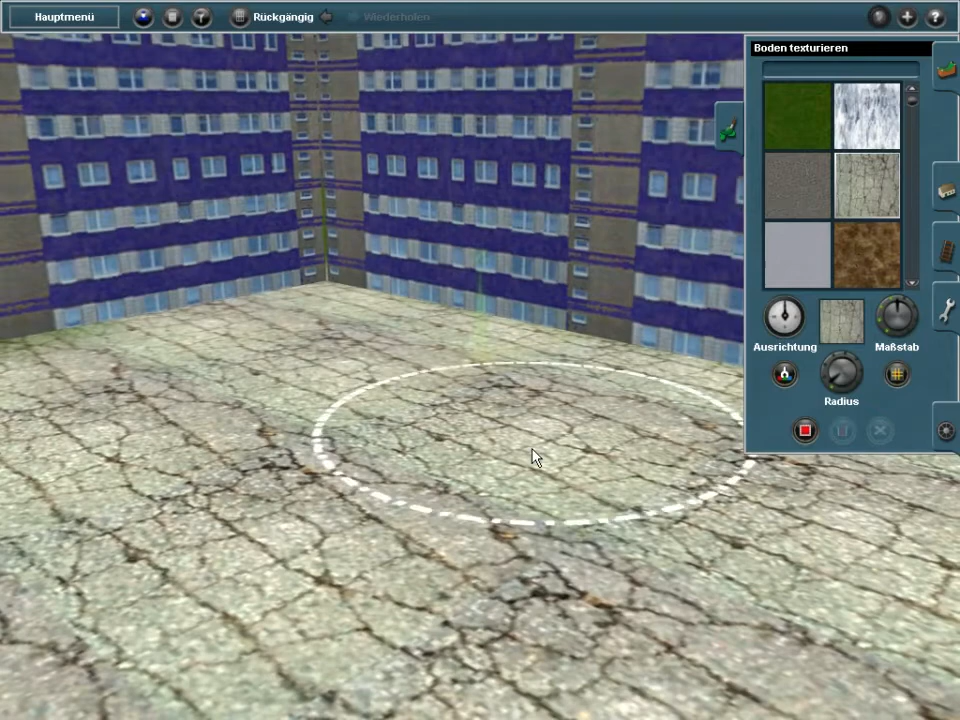 Hauptmenü
Rückgängig
Wiederholen
Boden texturieren
Ausrichtung
Maßstab
Radius